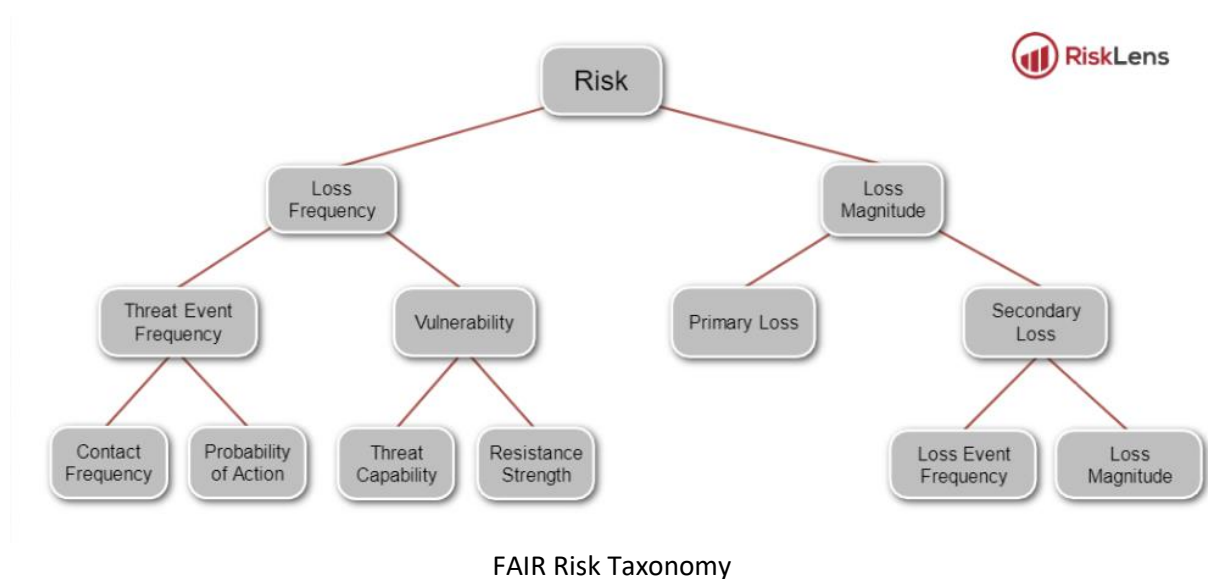 Risk
RiskLens
Loss
Frequency
Loss
Magnitude
Threat Event
Frequency
Vulnerability
Primary Loss
Secondary
Loss
Contact
Frequency
Probability
of Action
Threat
Capability
Resistance
Strength
Loss Event
Frequency
Loss
Magnitude
FAIR Risk Taxonomy